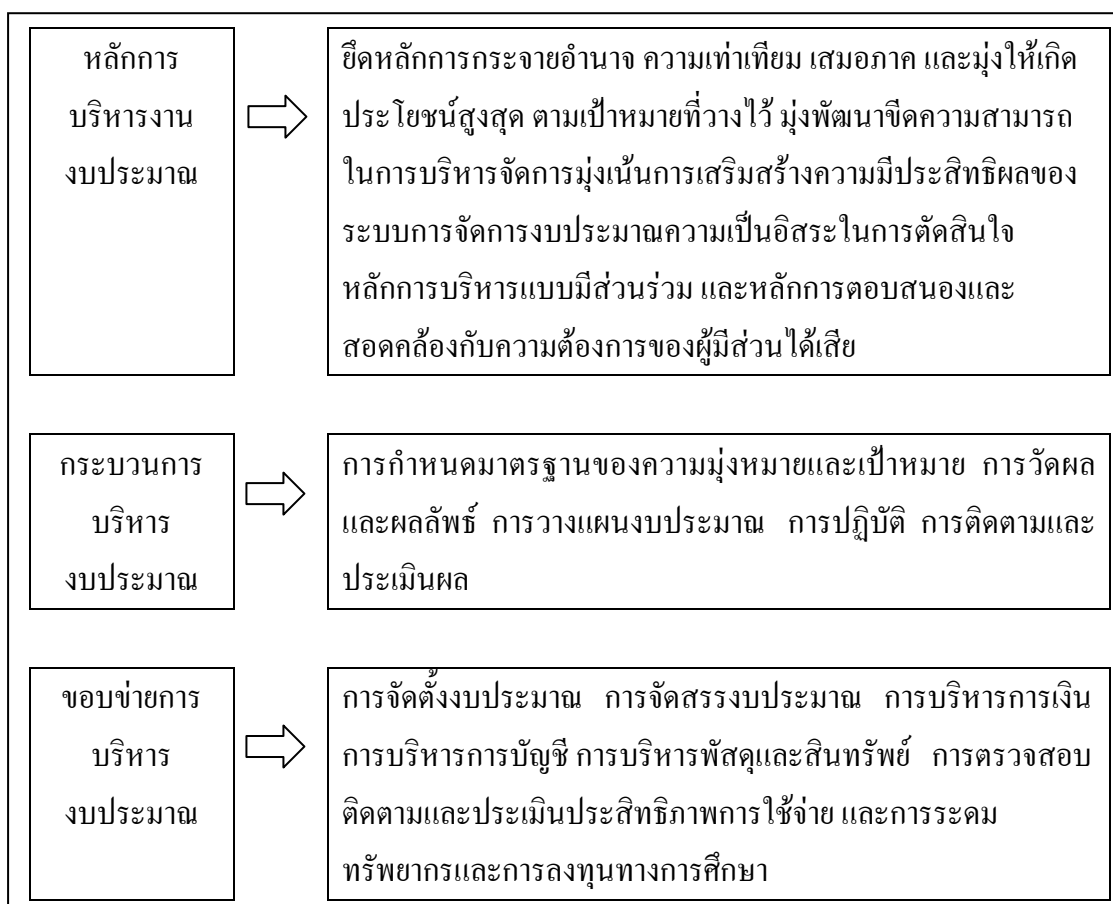 หลักการ
บริหารงาน
งบประมาณ
ยึดหลักการกระจายอำนาจ ความเท่าเทียม เสมอภาค และมุ่งให้เกิด
ประโยชน์สูงสุด ตามเป้าหมายที่วางไว้ มุ่งพัฒนาขีดความสามารถ
ในการบริหารจัดการมุ่งเน้นการเสริมสร้างความมีประสิทธิผลของ
ระบบการจัดการงบประมาณความเป็นอิสระในการตัดสินใจ
หลักการบริหารแบบมีส่วนร่วม และหลักการตอบสนองและ
สอดคล้องกับความต้องการของผู้มีส่วนได้เสีย
กระบวนการ
บริหาร
งบประมาณ
การกำหนดมาตรฐานของความมุ่งหมายและเป้าหมาย การวัดผล
และผลลัพธ์ การวางแผนงบประมาณ การปฏิบัติ การติดตามและ
ประเมินผล
ขอบข่ายการ
บริหาร
งบประมาณ
การจัดตั้งงบประมาณ การจัดสรรงบประมาณ การบริหารการเงิน
การบริหารการบัญชี การบริหารพัสดุและสินทรัพย์ การตรวจสอบ
ติดตามและประเมินประสิทธิภาพการใช้จ่าย และการระดม
ทรัพยากรและการลงทุนทางการศึกษา